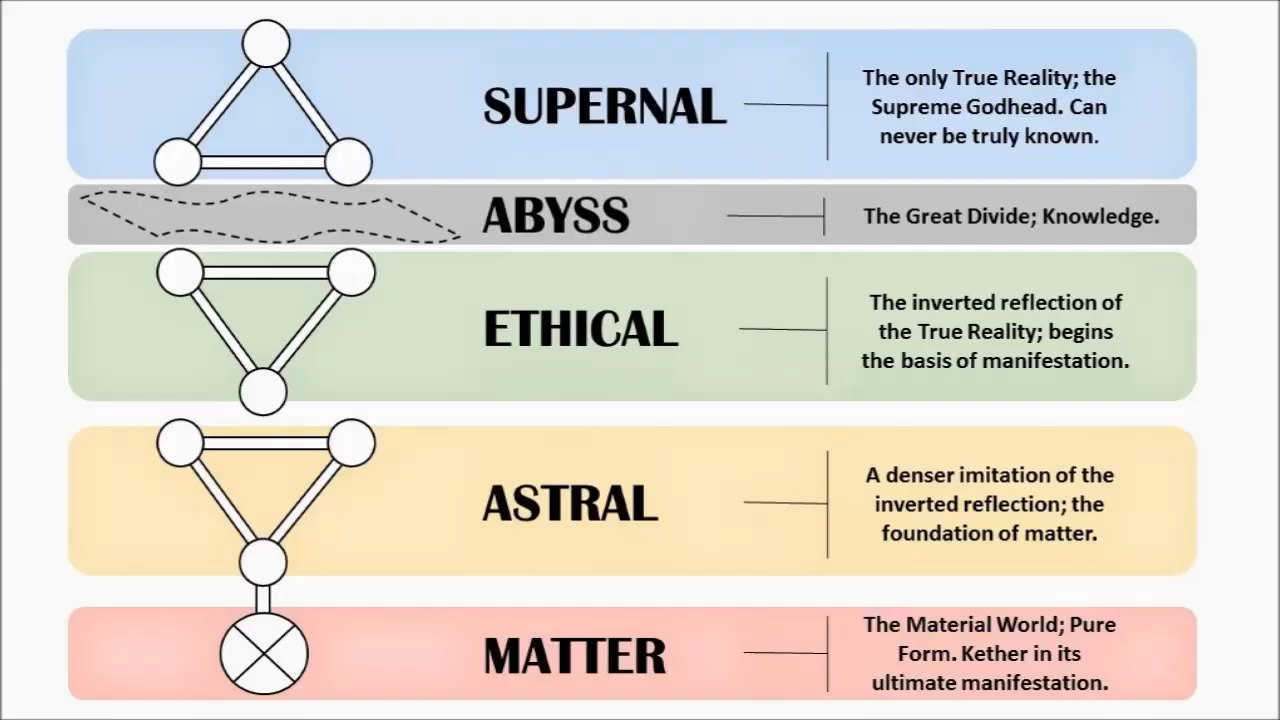 SUPERNAL
The only True Reality; the
Supreme Godhead. Can
never be truly known.
ABYSS
The Great Divide; Knowledge.
ETHICAL
The inverted reflection of
the True Reality; begins
the basis of manifestation.
ASTRAL
A denser imitation of the
inverted reflection; the
foundation of matter.
MATTER
The Material World; Pure
Form. Kether in its
ultimate manifestation.